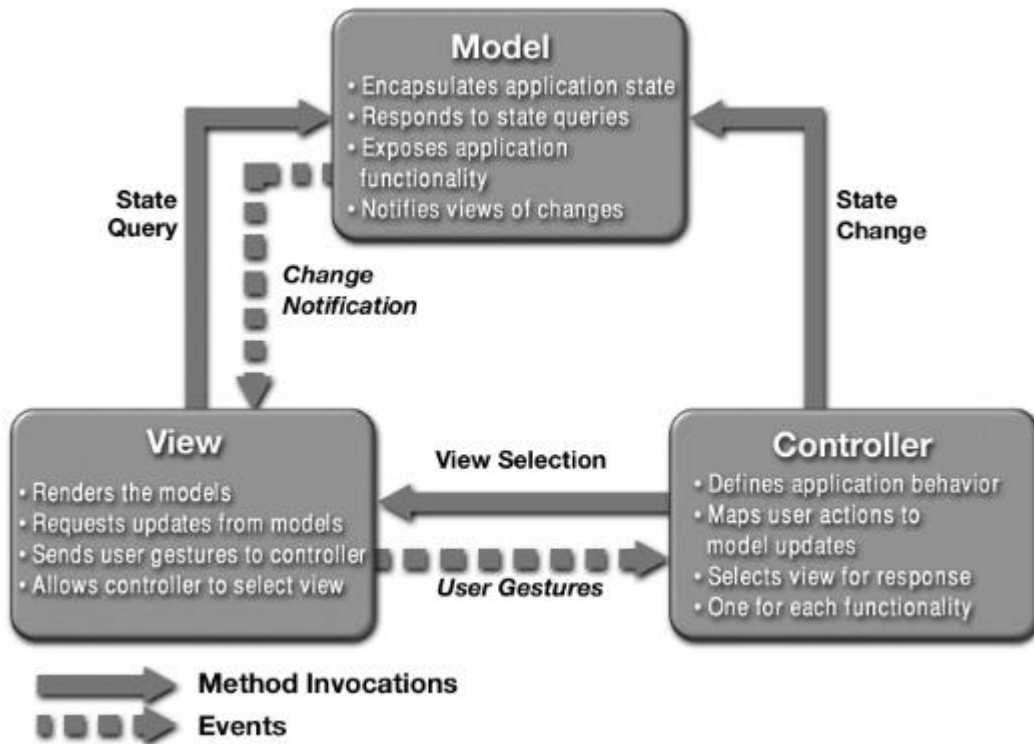 Model
• Encapsulates application state
• Responds to state queries
• Exposes application
functionality
• Notifies views of changes
State
Query
Change
Notification
State
Change
View
• Renders the models
• Requests updates from models
• Sends user gestures to controller
• Allows controller to select view
View Selection
User Gestures
Controller
• Defines application behavior
• Maps user actions to
model updates
• Selects view for response
• One for each functionality
Method Invocations
Events